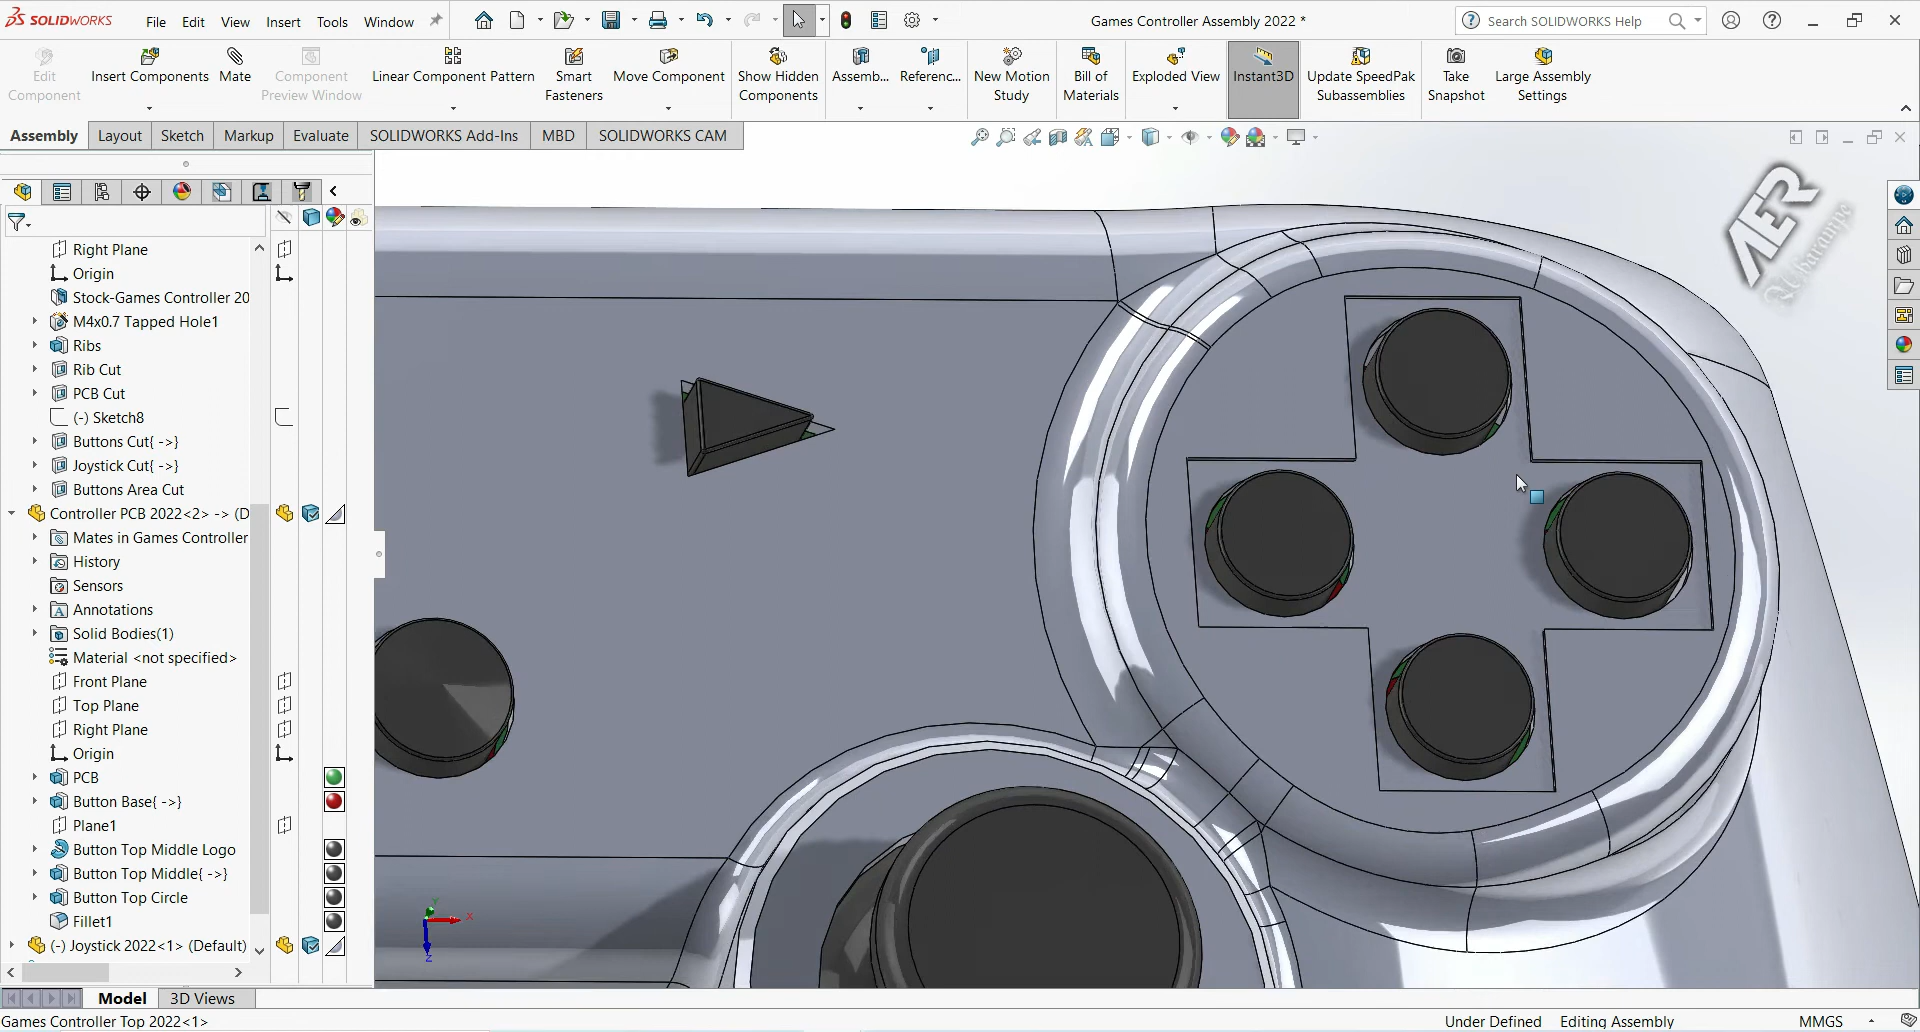 SOLIDWORKS
File
Edit
View
Insert
Tools
Window
Games Controller Assembly 2022 *
Search SOLIDWORKS Help
Edit
Component
Insert Components
Mate
Component
Preview Window
Linear Component Pattern
Smart
Fasteners
Move Component
Show Hidden
Components
Assemb...
Referenc...
New Motion
Study
Bill of
Materials
Exploded View
Instant3D
Update SpeedPak
Subassemblies
Take
Snapshot
Large Assembly
Settings
Assembly
Layout
Sketch
Markup
Evaluate
SOLIDWORKS Add-Ins
MBD
SOLIDWORKS CAM
Right Plane
Origin
Stock-Games Controller 20
M4x0.7 Tapped Hole1
Ribs
Rib Cut
PCB Cut
(-) Sketch8
Buttons Cut{ ->}
Joystick Cut{ ->}
Buttons Area Cut
Controller PCB 2022<2> -> (D
Mates in Games Controller
History
Sensors
Annotations
Solid Bodies(1)
Material <not specified>
Front Plane
Top Plane
Right Plane
Origin
PCB
Button Base{ ->}
Plane1
Button Top Middle Logo
Button Top Middle{ ->}
Button Top Circle
Fillet1
(-) Joystick 2022<1> (Default)
AER
Y
X
Z
Model
3D Views
Games Controller Top 2022<1>
Under Defined
Editing Assembly
MMGS